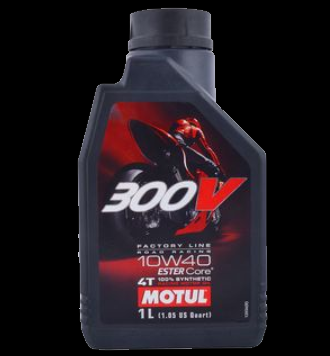 300V
FACTORY LINE
ROAD RACING
10W40
ESTER Core®
4T 100% SYNTHETIC
MOTUL
1L (1.05 US Quart)